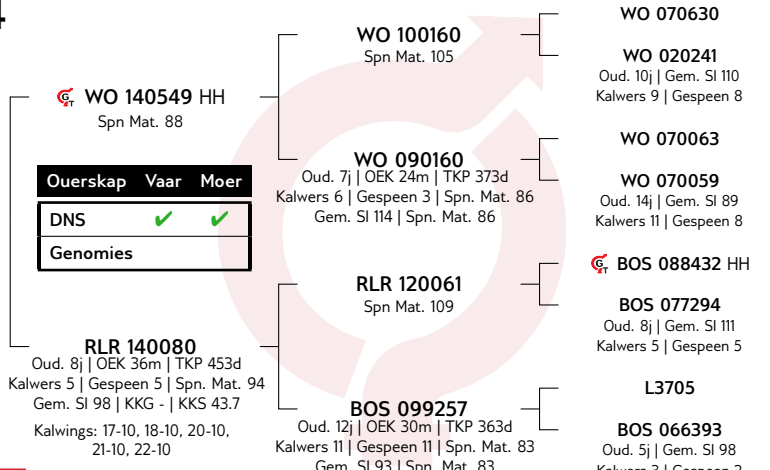 WO 140549 HH
Spn Mat. 88
Ouerskap Vaar Moer
DNS ✔ ✔
Genomies
RLR 140080
Oud. 8j | OEK 36m | TKP 453d
Kalwers 5 | Gespeen 5 | Spn. Mat. 94
Gem. SI 98 | KKG - | KKS 43.7
Kalwings: 17-10, 18-10, 20-10,
21-10, 22-10
WO 100160
Spn Mat. 105
WO 090160
Oud. 7j | OEK 24m | TKP 373d
Kalwers 6 | Gespeen 3 | Spn. Mat. 86
Gem. SI 114 | Spn. Mat. 86
RLR 120061
Spn Mat. 109
BOS 099257
Oud. 12j | OEK 30m | TKP 363d
Kalwers 11 | Gespeen 11 | Spn. Mat. 83
Gem. SI 93 | Spn. Mat. 83
WO 070630
WO 020241
Oud. 10j | Gem. SI 110
Kalwers 9 | Gespeen 8
WO 070063
WO 070059
Oud. 14j | Gem. SI 89
Kalwers 11 | Gespeen 8
GT BOS 088432 HH
BOS 077294
Oud. 8j | Gem. SI 111
Kalwers 5 | Gespeen 5
L3705
BOS 066393
Oud. 5j | Gem. SI 98